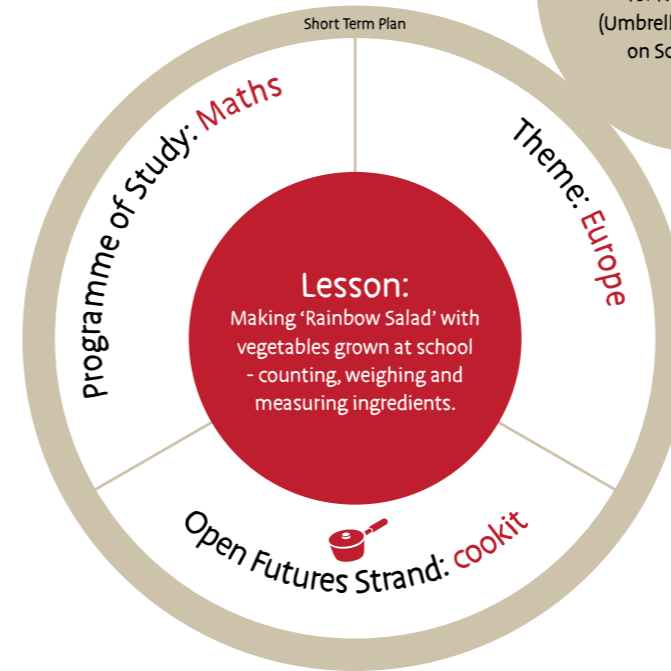 Short Term Plan
(Umbrell
on Sc
Programme of Study: Maths
Theme: Europe
Lesson:
Making ‘Rainbow Salad’ with
vegetables grown at school
- counting, weighing and
measuring ingredients.
Open Futures Strand: cookit